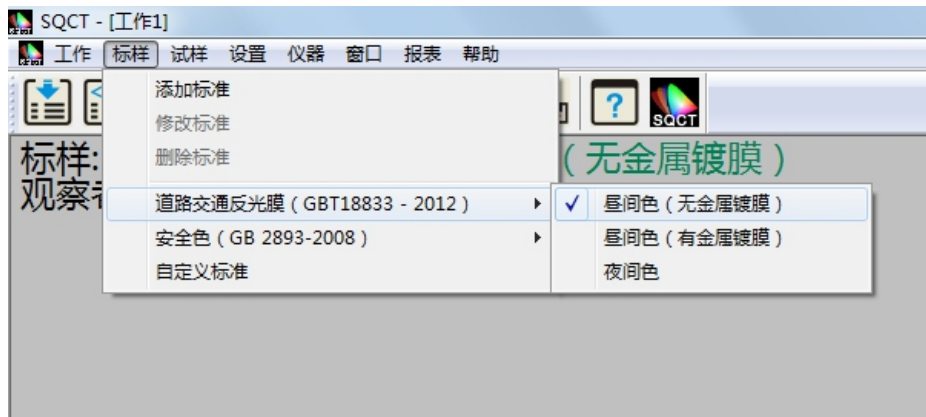 SQCT - [工作1]
工作 标样 试样 设置 仪器 窗口 报表 帮助
添加标准
修改标准
删除标准
道路交通反光膜 ( GBT18833 - 2012 )
安全色 ( GB 2893-2008 )
自定义标准
昼间色 ( 无金属镀膜 )
昼间色 ( 有金属镀膜 )
夜间色
SQCT
标样:
( 无金属镀膜 )
观察